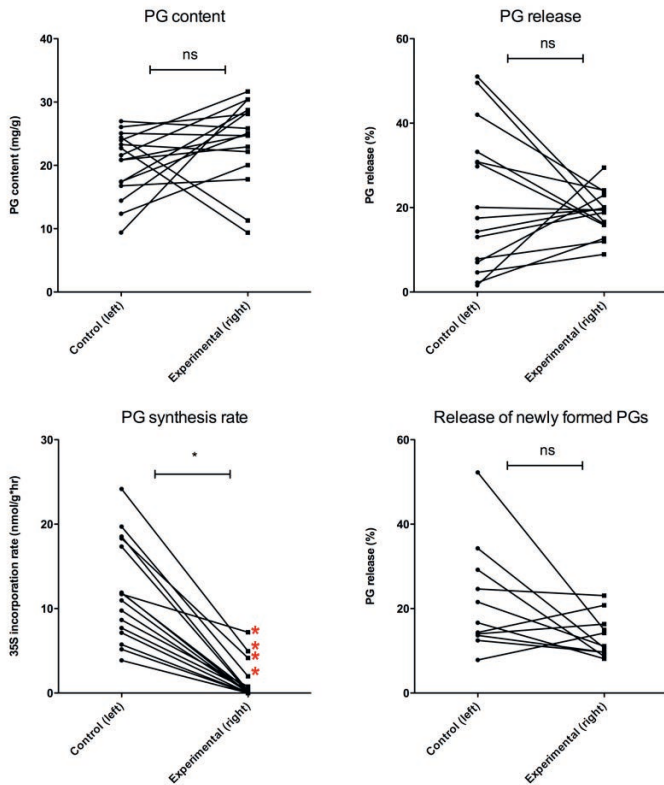 PG content
ns
PG content (mg/g)
40
30
20
10
0
Control (left)
Experimental (right)
PG release
ns
PG release (%)
60
40
20
0
Control (left)
Experimental (right)
PG synthesis rate
*
35S incorporation rate (nmol/g*hr)
30
20
10
0
*
*
*
*
Control (left)
Experimental (right)
Release of newly formed PGs
ns
PG release (%)
60
40
20
0
Control (left)
Experimental (right)